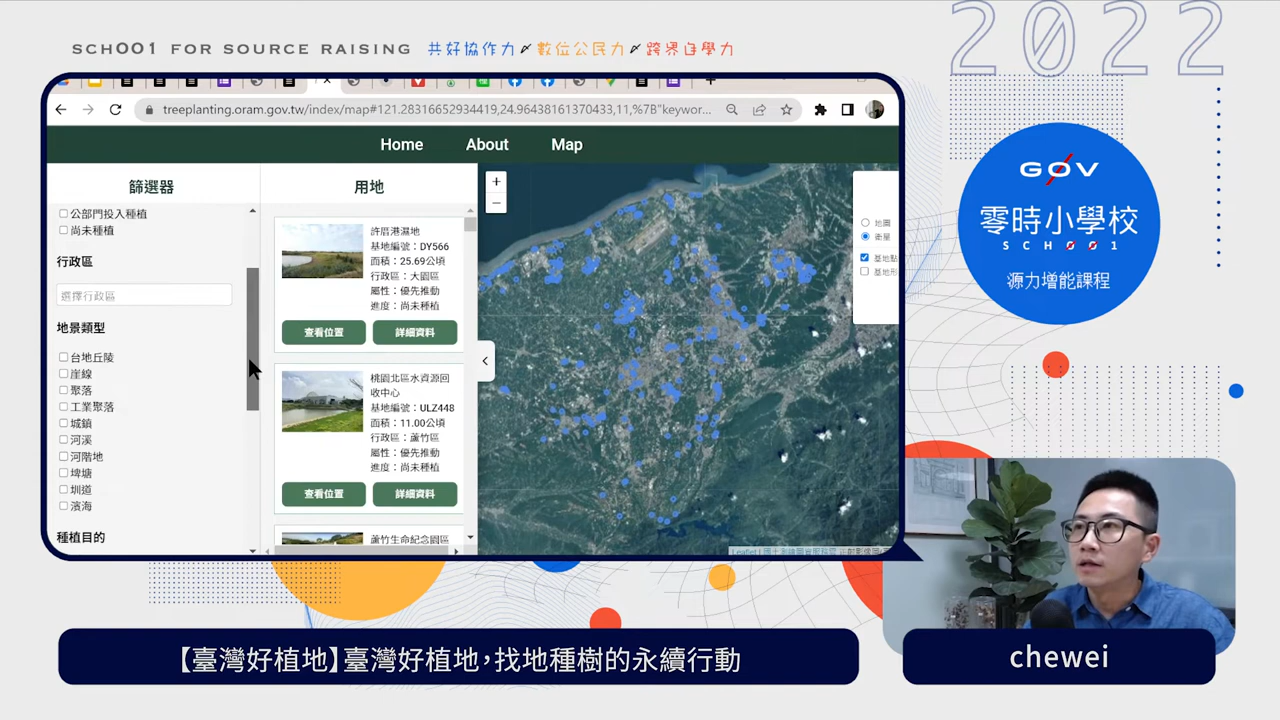 SCHOO1 FOR SOURCE RAISING 共好協作力 數位公民力 跨界自學力
2022
treeplanting.oram.gov.tw/index/map#121.28316652934419,24.96438161370433,11,%7B"keywor...
Home About Map
篩選器
公部門投入種植
尚未種植
行政區
選擇行政區
地景類型
台地丘陵
崖線
聚落
工業聚落
城鎮
河溪
河階地
埤塘
圳道
濱海
種植目的
用地
許厝港濕地
基地編號：DY566
面積：25.69公頃
行政區：大園區
屬性：優先推動
進度：尚未種植
查看位置 詳細資料
桃園北區水資源回
收中心
基地編號：ULZ448
面積：11.00公頃
行政區：蘆竹區
屬性：優先推動
進度：尚未種植
查看位置 詳細資料
蘆竹生命紀念園區
+
−
地圖
衛星
基地點
基地形
GØV
零時小學校
SCHØØ1
源力增能課程
【臺灣好植地】臺灣好植地，找地種樹的永續行動
chewei